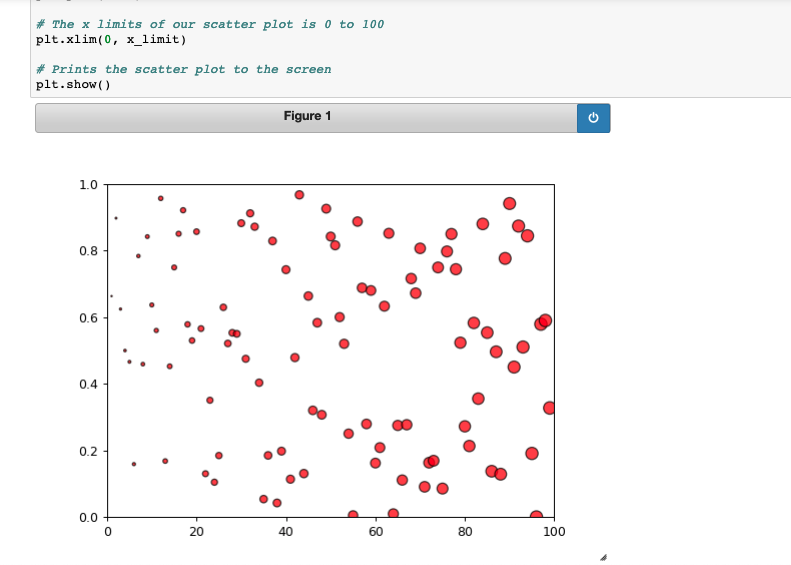 # The x limits of our scatter plot is 0 to 100
plt.xlim(0, x_limit)
# Prints the scatter plot to the screen
plt.show()
Figure 1
1.0
0.8
0.6
0.4
0.2
0.0
0 20 40 60 80 100